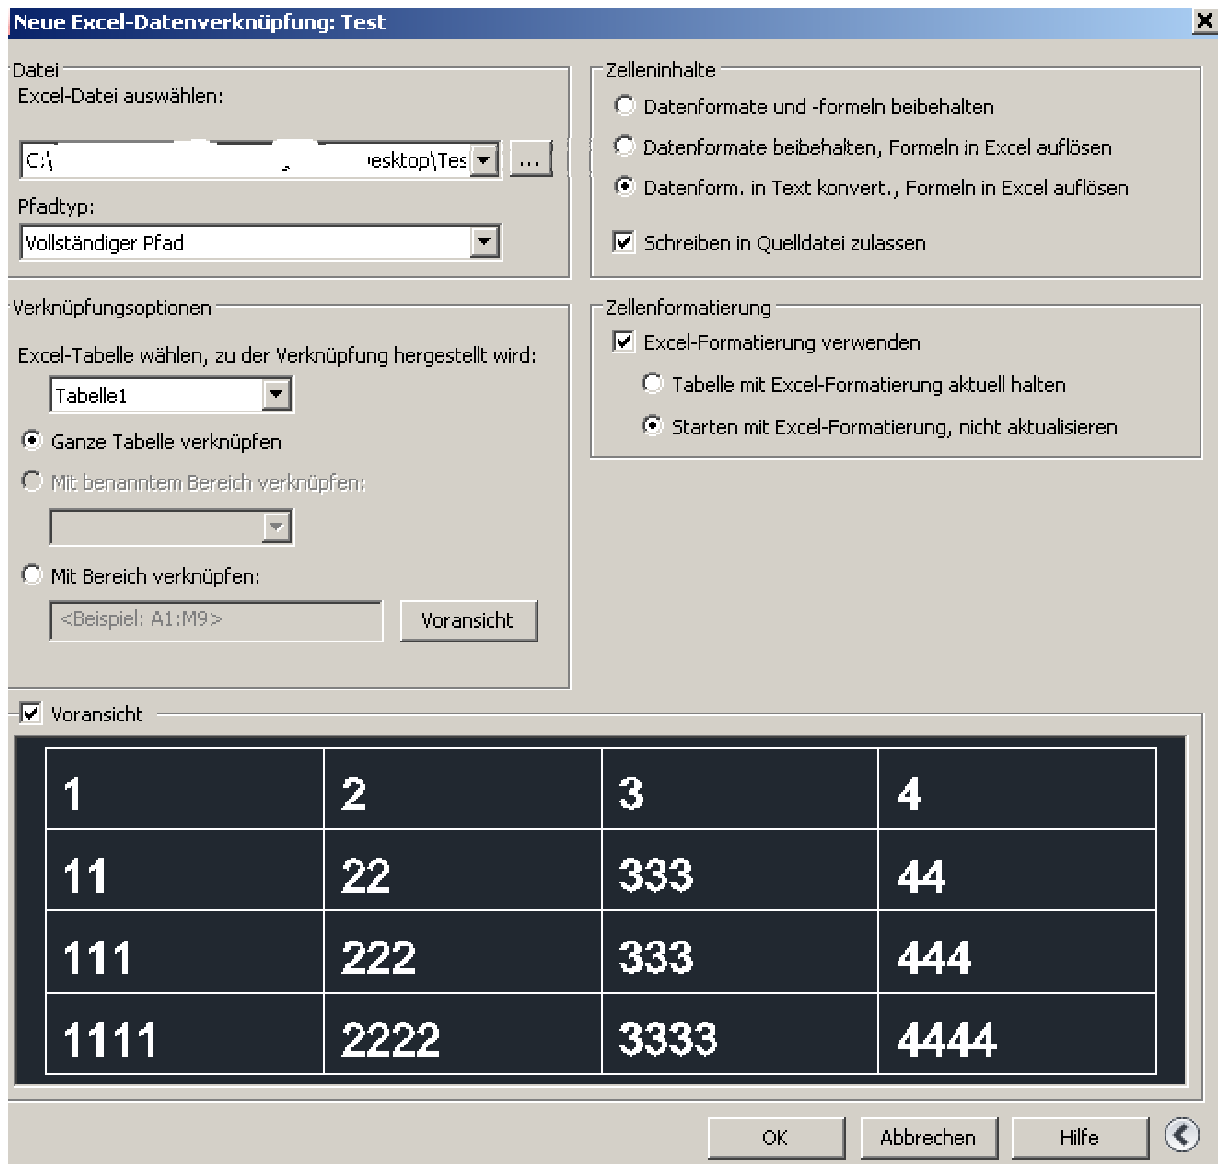 Neue Excel-Datenverknüpfung: Test
Datei
Excel-Datei auswählen:
C:\ esktop\Tes
...
Pfadtyp:
Vollständiger Pfad
Zelleninhalte
Datenformate und -formeln beibehalten
Datenformate beibehalten, Formeln in Excel auflösen
Datenform. in Text konvert., Formeln in Excel auflösen
Schreiben in Quelldatei zulassen
Verknüpfungsoptionen
Excel-Tabelle wählen, zu der Verknüpfung hergestellt wird:
Tabelle1
Ganze Tabelle verknüpfen
Mit benanntem Bereich verknüpfen:
Mit Bereich verknüpfen:
<Beispiel: A1:M9>
Voransicht
Zellenformatierung
Excel-Formatierung verwenden
Tabelle mit Excel-Formatierung aktuell halten
Starten mit Excel-Formatierung, nicht aktualisieren
Voransicht
1 2 3 4
11 22 333 44
111 222 333 444
1111 2222 3333 4444
OK Abbrechen Hilfe